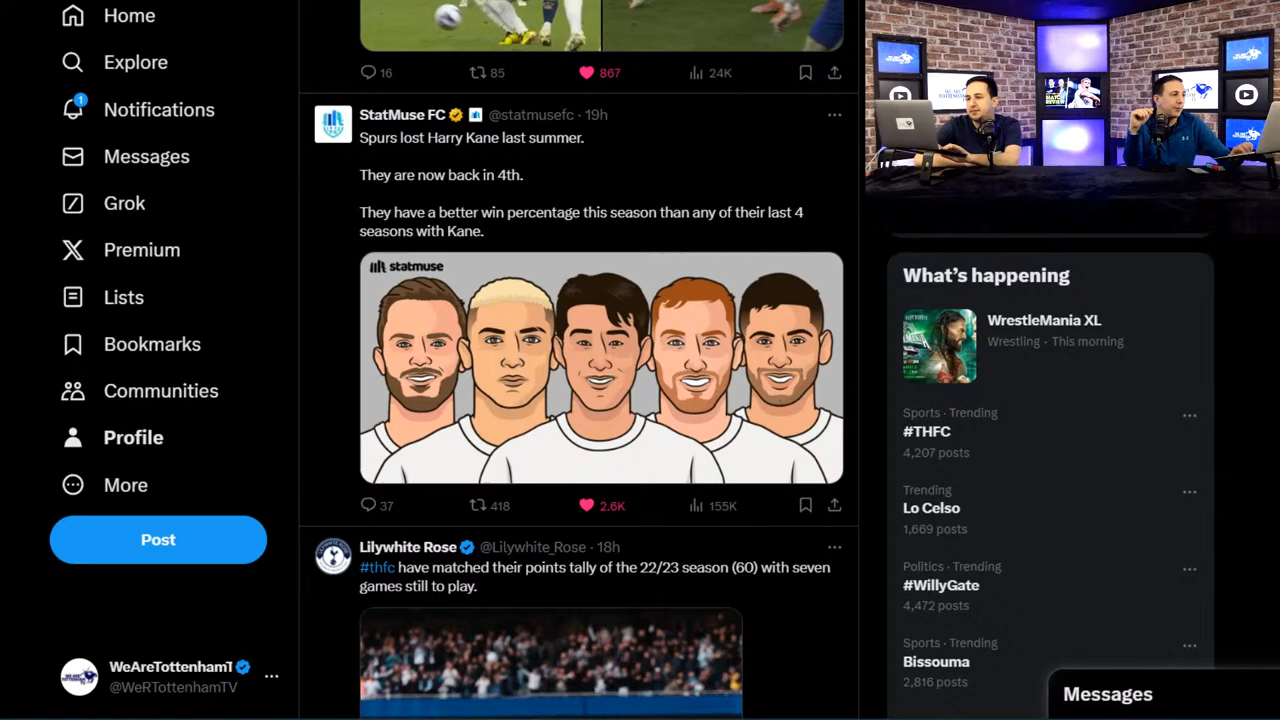 Home
Explore
1
Notifications
Messages
Grok
Premium
Lists
Bookmarks
Communities
Profile
More
Post
WeAreTottenhamT
@WeRTottenhamTV
16
85
867
24K
StatMuse FC @statmusefc · 19h
Spurs lost Harry Kane last summer.
They are now back in 4th.
They have a better win percentage this season than any of their last 4
seasons with Kane.
statmuse
37
418
2.6K
155K
Lilywhite Rose @Lilywhite_Rose · 18h
#thfc have matched their points tally of the 22/23 season (60) with seven
games still to play.
What's happening
WrestleMania XL
Wrestling · This morning
Sports · Trending
#THFC
4,207 posts
Trending
Lo Celso
1,669 posts
Politics · Trending
#WillyGate
4,472 posts
Sports · Trending
Bissouma
2,816 posts
Messages